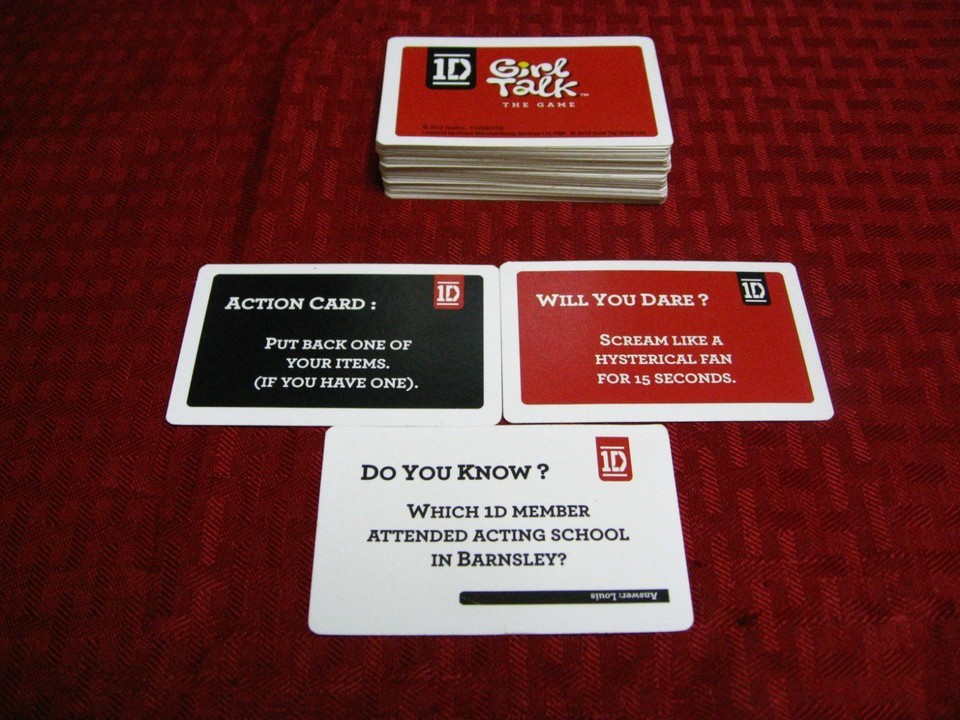 1D Girl
Talk™
THE GAME
ACTION CARD :
1D
PUT BACK ONE OF
YOUR ITEMS.
(IF YOU HAVE ONE).
WILL YOU DARE ?
1D
SCREAM LIKE A
HYSTERICAL FAN
FOR 15 SECONDS.
DO YOU KNOW ?
1D
WHICH 1D MEMBER
ATTENDED ACTING SCHOOL
IN BARNSLEY?
Answer: Louis